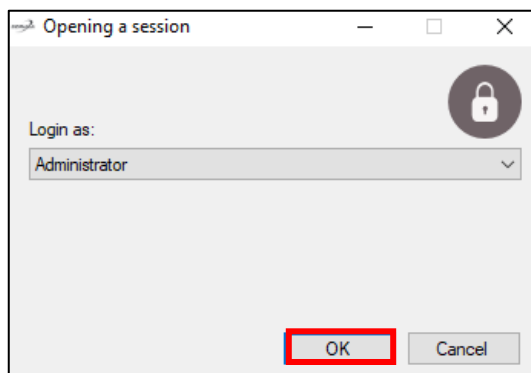 Opening a session
Login as:
Administrator
OK
Cancel